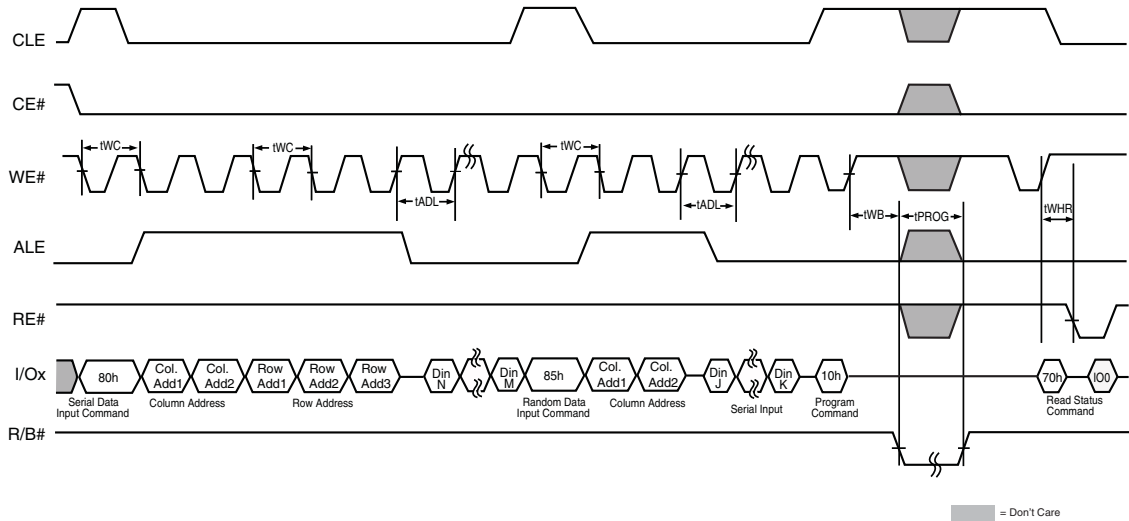 CLE
CE#
tWC
tWC
tWC
WE#
tADL
tADL
tWB
tPROG
tWHR
ALE
RE#
I/Ox
80h
Col. Add1
Col. Add2
Row Add1
Row Add2
Row Add3
Din N
Din M
85h
Col. Add1
Col. Add2
Din J
Din K
10h
70h
IO0
Serial Data Input Command
Column Address
Row Address
Random Data Input Command
Column Address
Serial Input
Program Command
Read Status Command
R/B#
= Don't Care